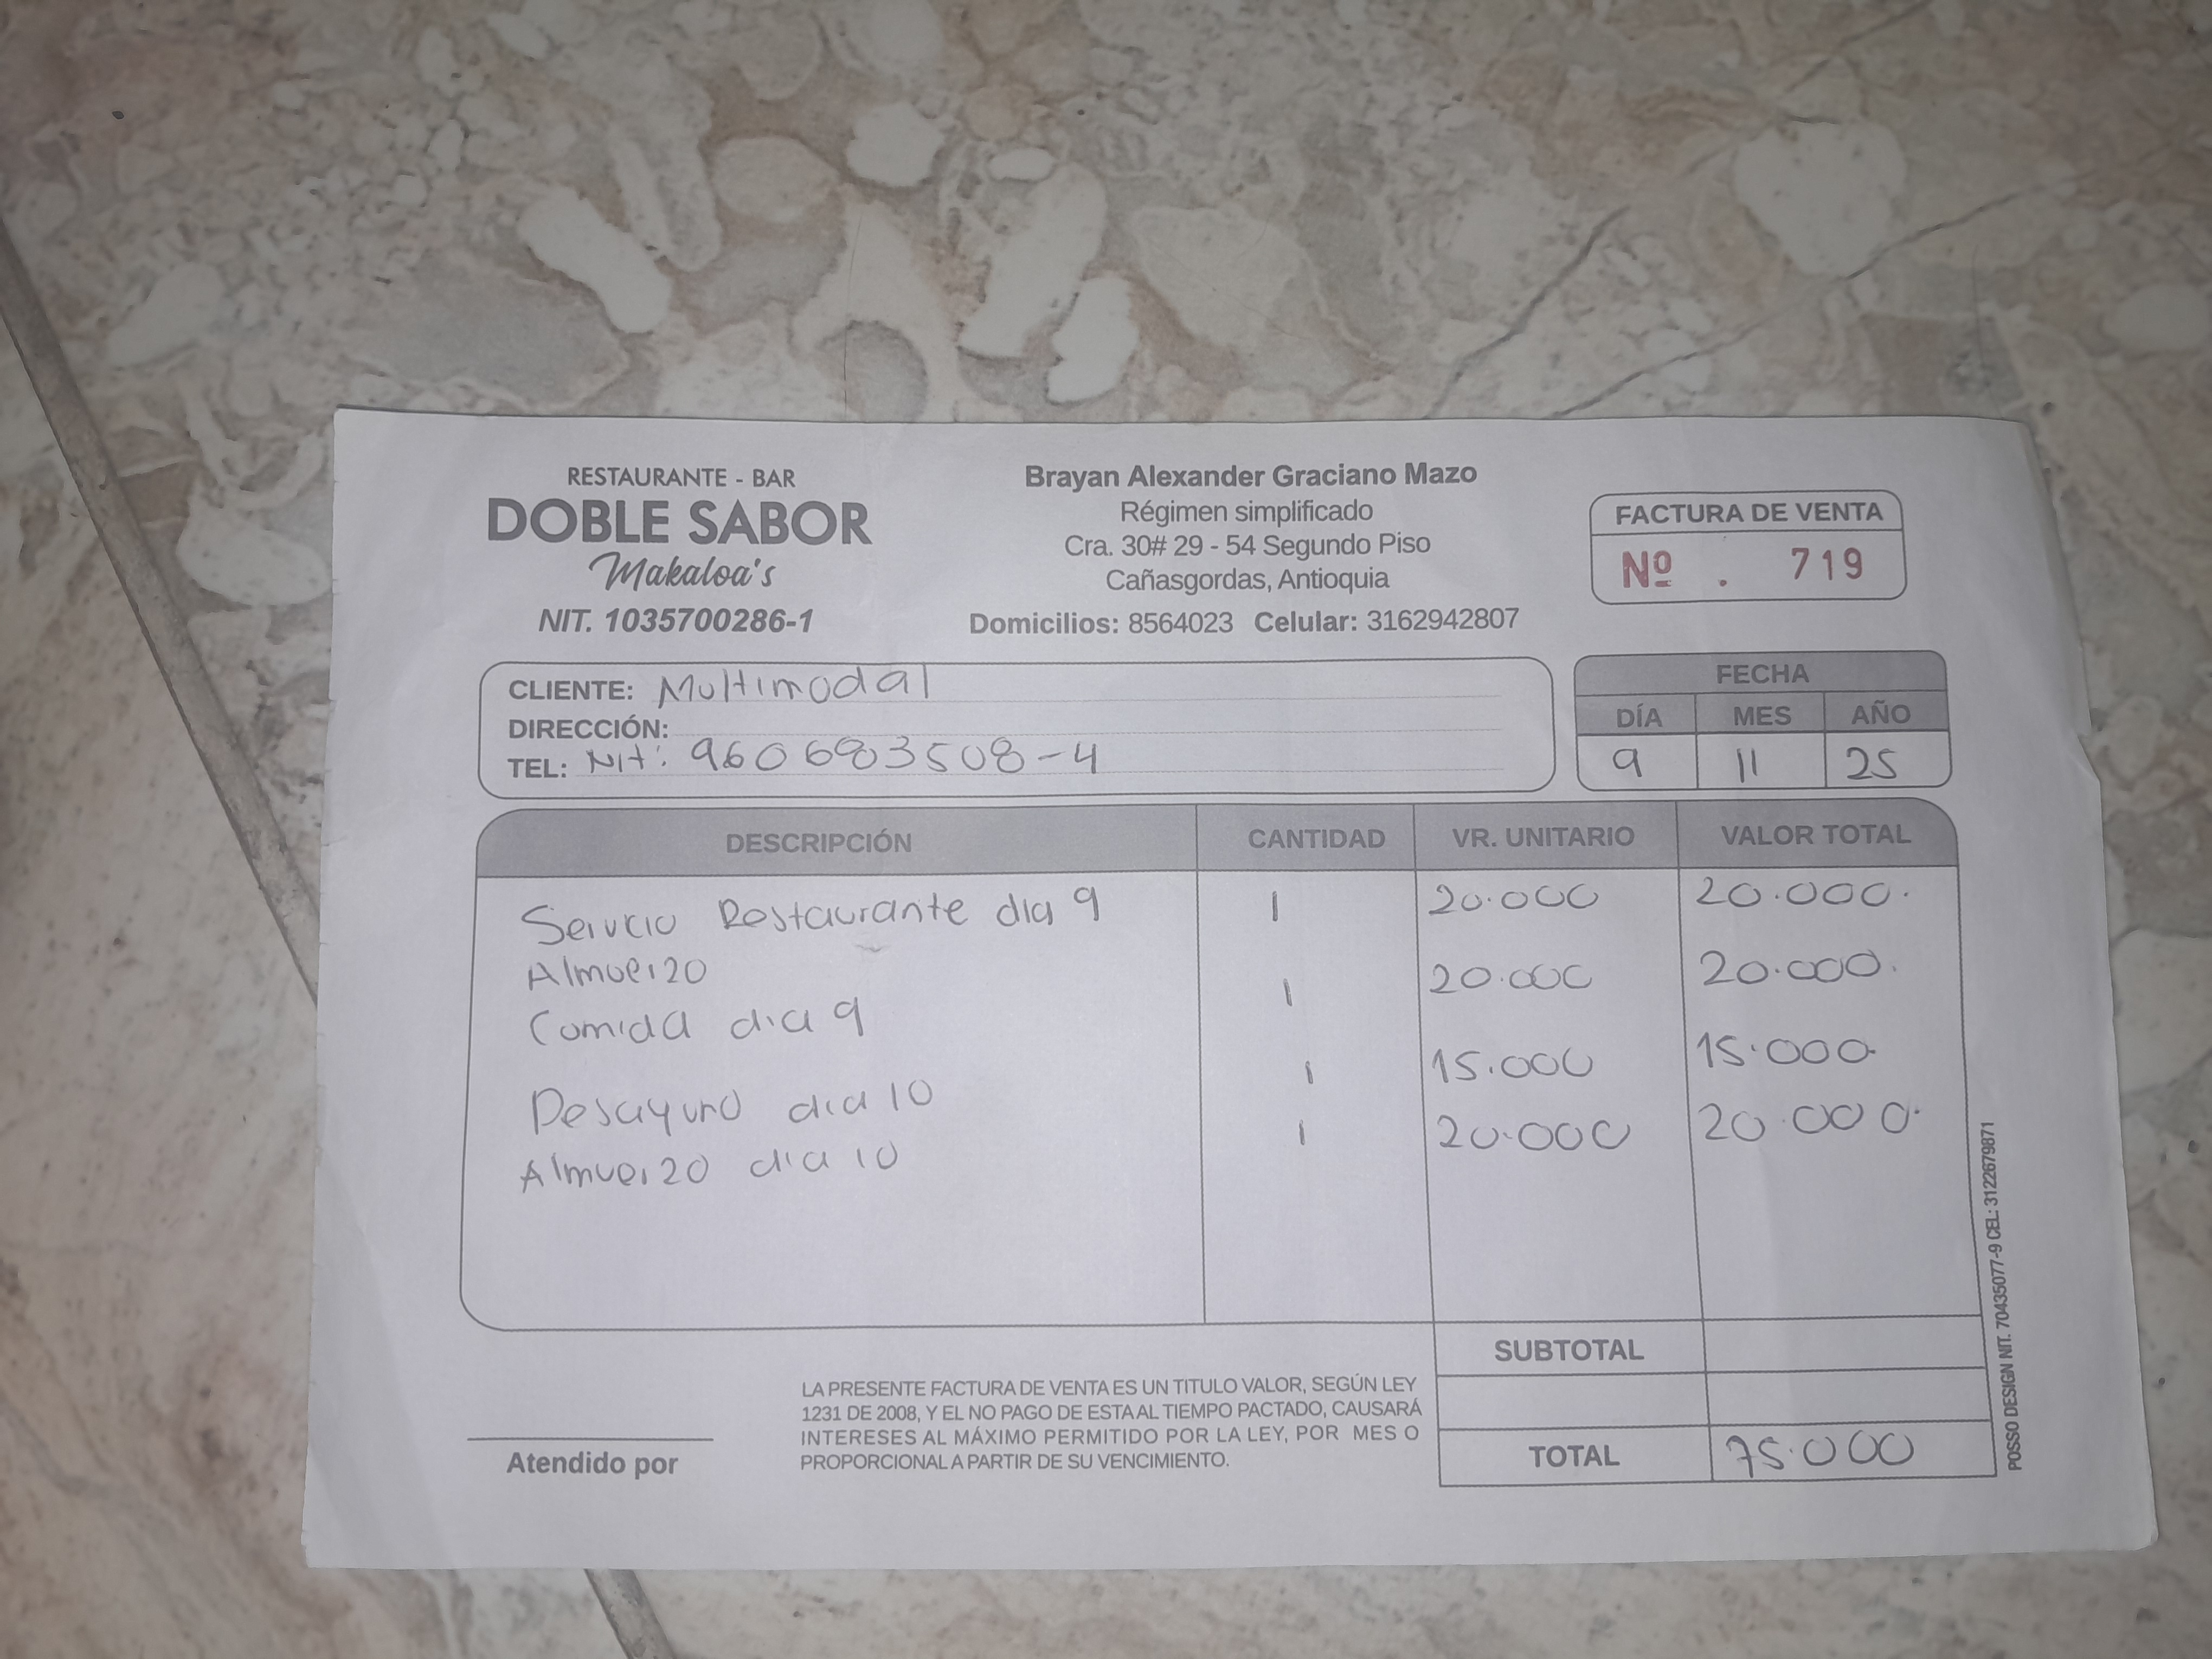 RESTAURANTE - BAR
DOBLE SABOR
Makaloa's
NIT. 1035700286-1
Brayan Alexander Graciano Mazo
Régimen simplificado
Cra. 30# 29 - 54 Segundo Piso
Cañasgordas, Antioquia
Domicilios: 8564023 Celular: 3162942807
FACTURA DE VENTA
Nº . 719
CLIENTE: Multimodal
DIRECCIÓN:
TEL: Nit: 960683508-4
FECHA
DÍA MES AÑO
9 11 25
DESCRIPCIÓN CANTIDAD VR. UNITARIO VALOR TOTAL
Servicio Restaurante dia 9 1 20.000 20.000.
Almuerzo
Comida dia 9 1 20.000 20.000.
Desayuno dia 10 1 15.000 15.000
Almuerzo dia 10 1 20.000 20.000.
SUBTOTAL
TOTAL 75.000
Atendido por
LA PRESENTE FACTURA DE VENTA ES UN TITULO VALOR, SEGÚN LEY
1231 DE 2008, Y EL NO PAGO DE ESTA AL TIEMPO PACTADO, CAUSARÁ
INTERESES AL MÁXIMO PERMITIDO POR LA LEY, POR MES O
PROPORCIONAL A PARTIR DE SU VENCIMIENTO.
POSSO DESIGN NIT. 70435077-9 CEL: 3122679871